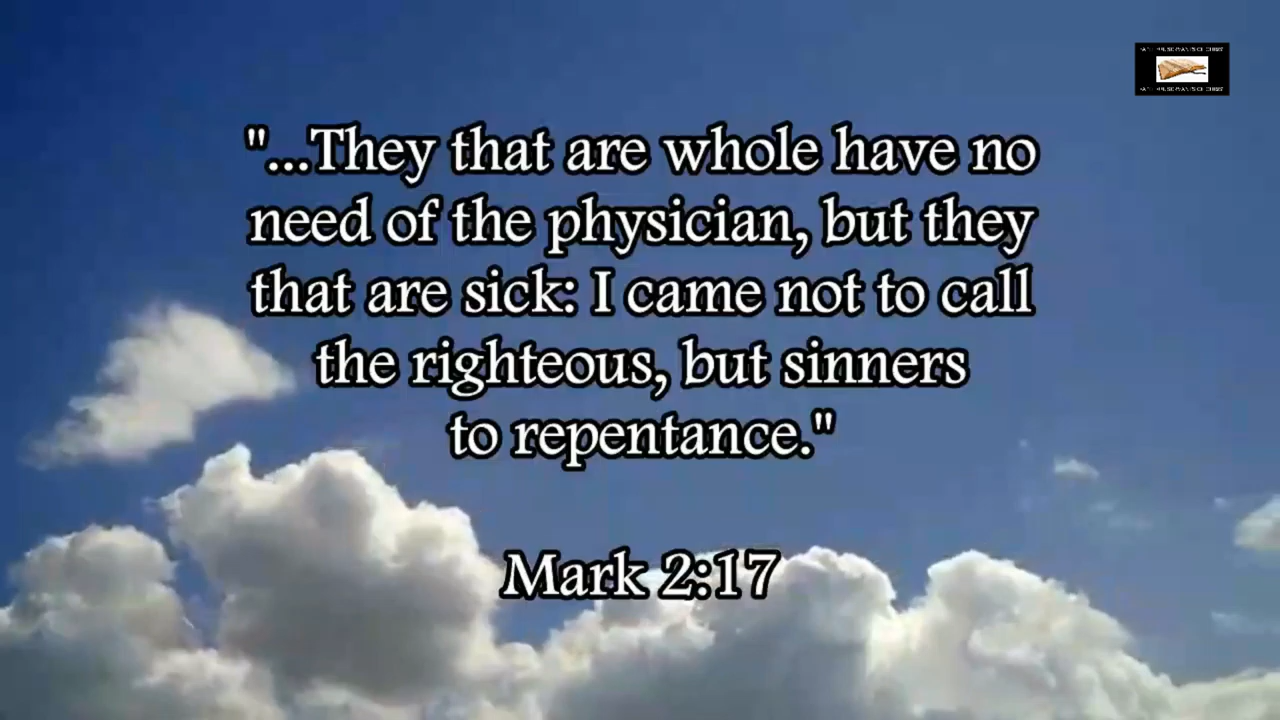 "...They that are whole have no
need of the physician, but they
that are sick: I came not to call
the righteous, but sinners
to repentance."
Mark 2:17